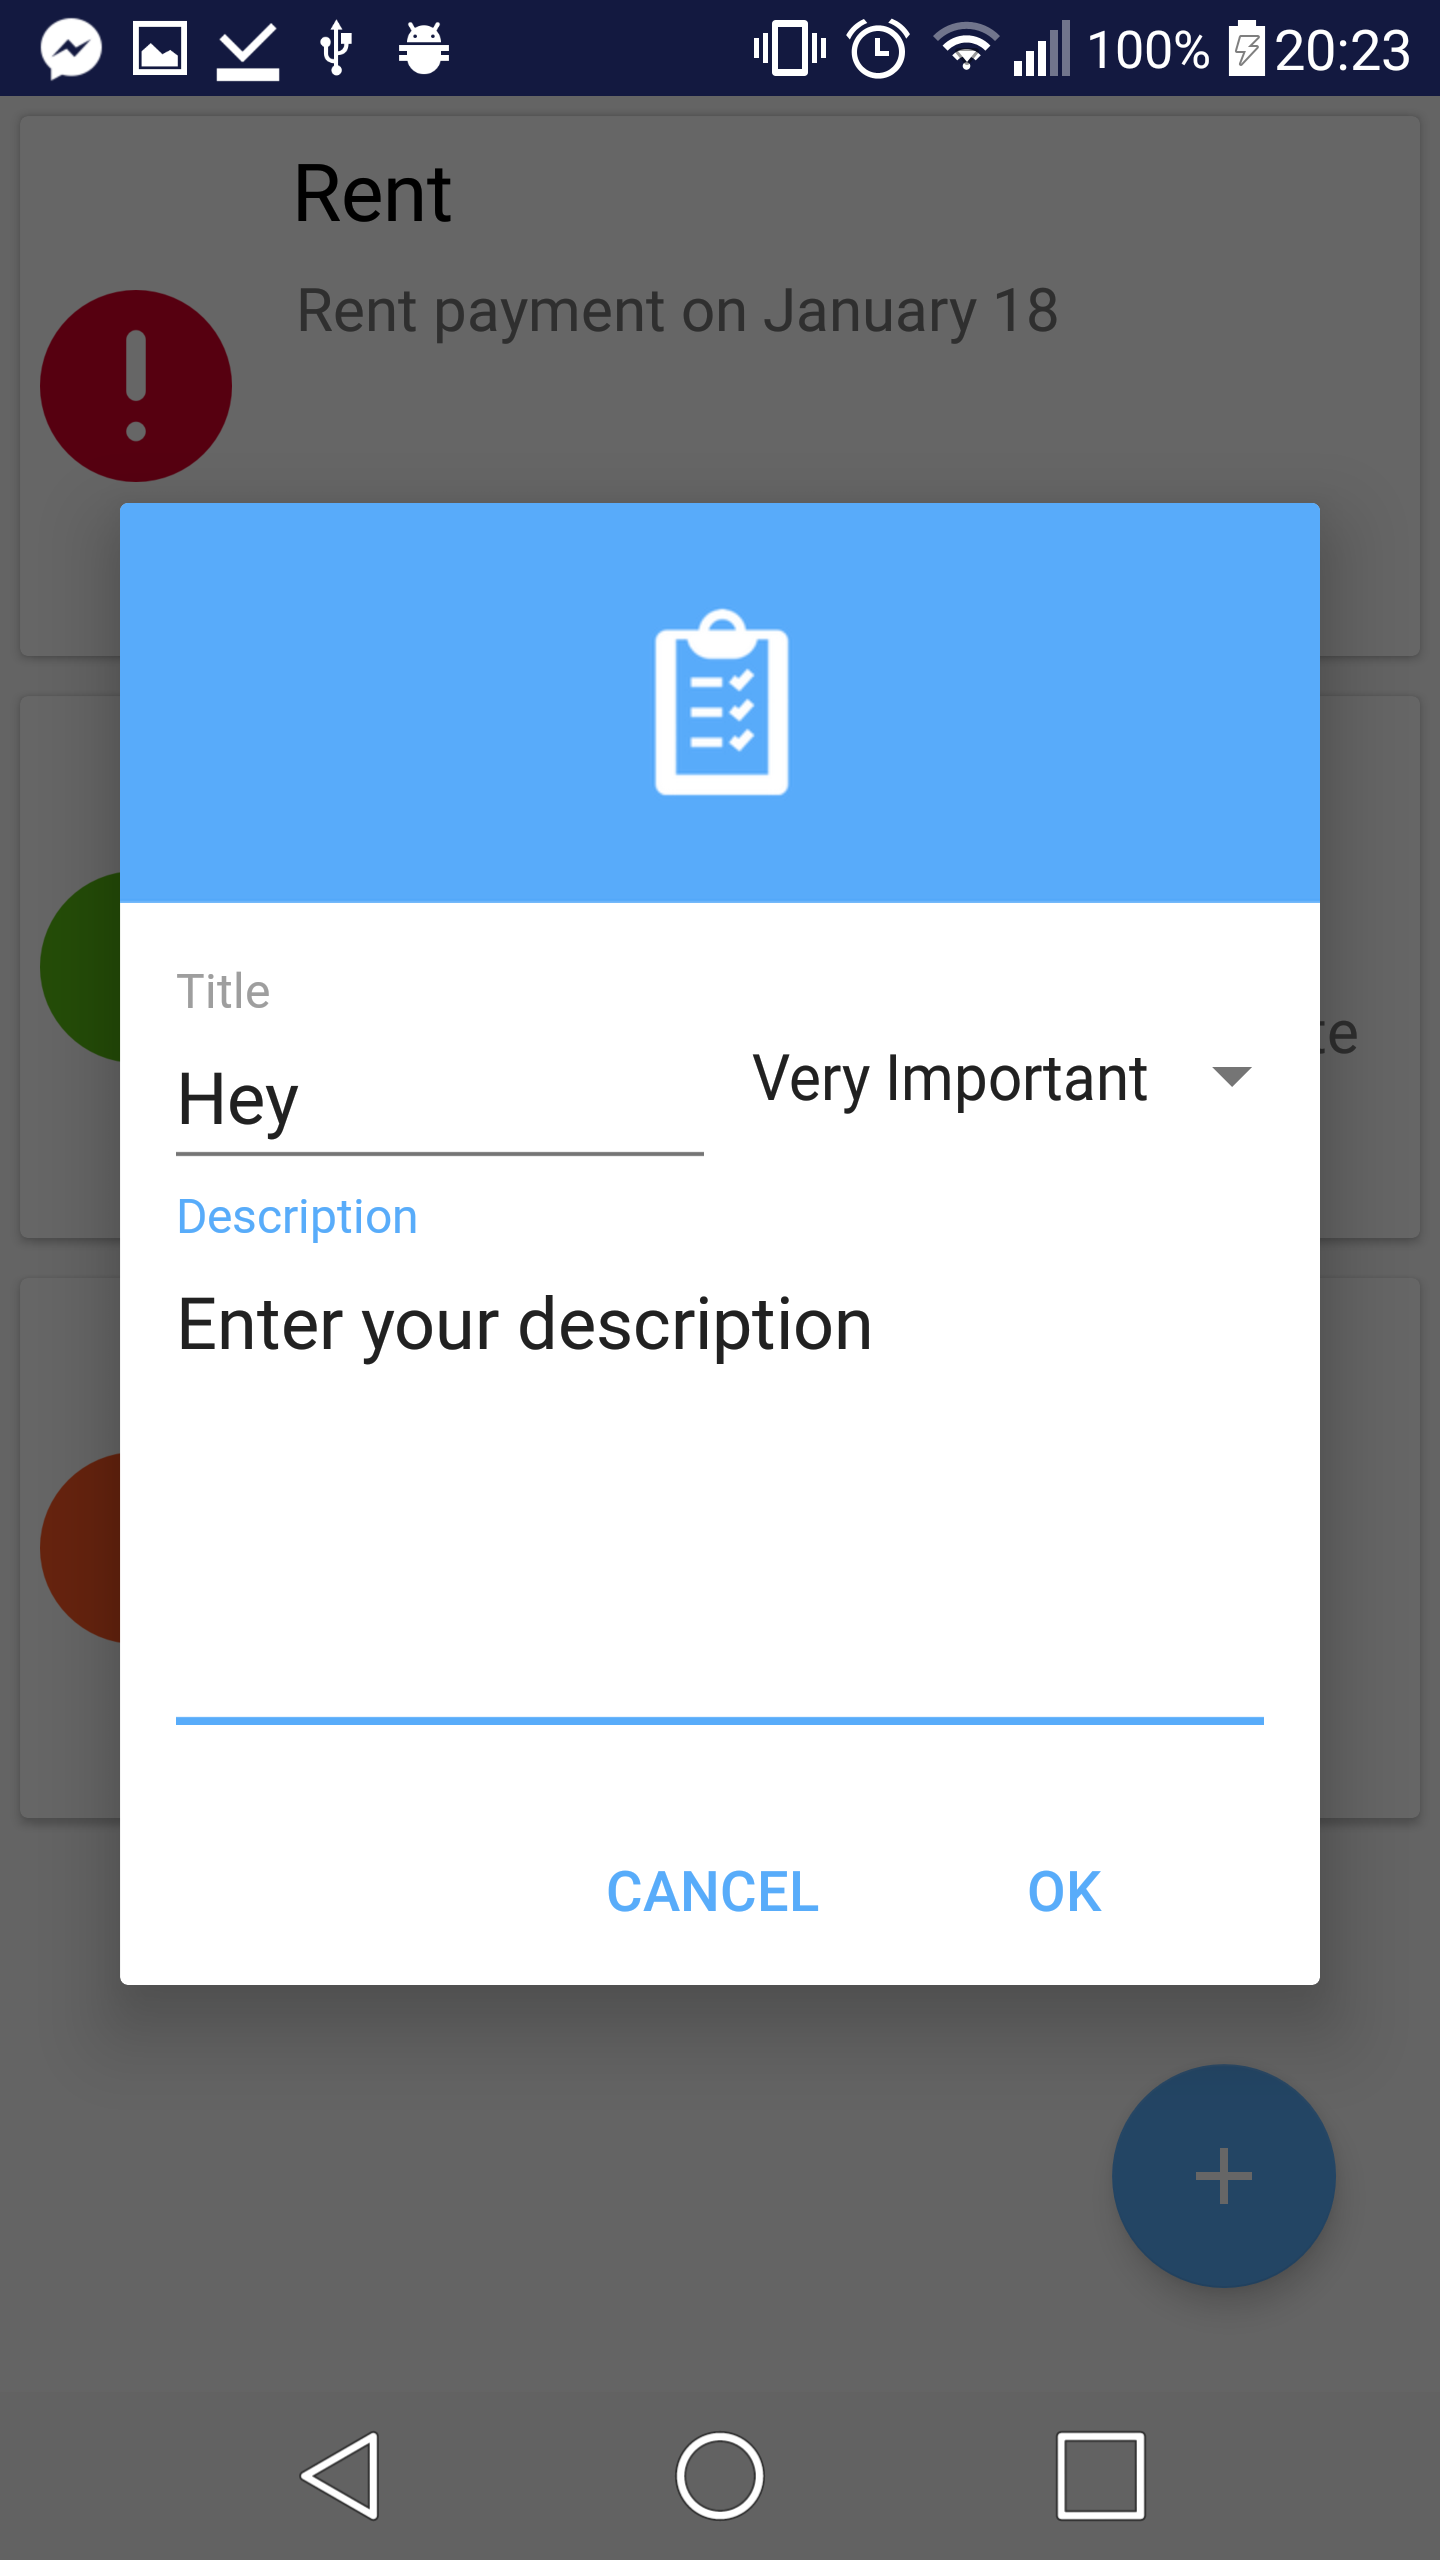 100% 20:23
Rent
Rent payment on January 18
Title
Hey
Very Important
Description
Enter your description
CANCEL OK